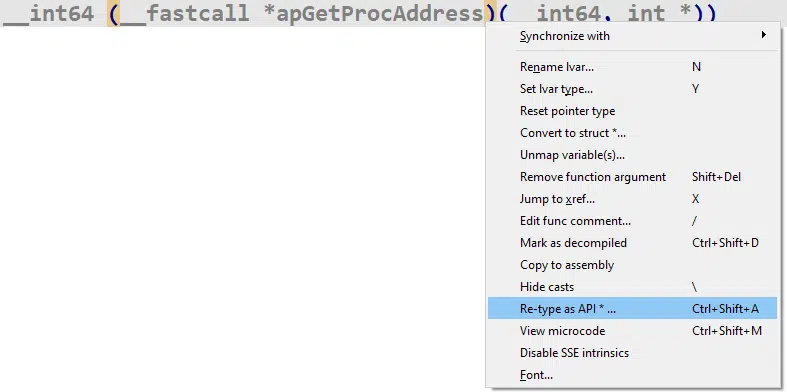 __int64 (__fastcall *apGetProcAddress)(__int64, int *))
Synchronize with
Rename lvar... N
Set lvar type... Y
Reset pointer type
Convert to struct *...
Unmap variable(s)...
Remove function argument Shift+Del
Jump to xref... X
Edit func comment... /
Mark as decompiled Ctrl+Shift+D
Copy to assembly
Hide casts \
Re-type as API * ... Ctrl+Shift+A
View microcode Ctrl+Shift+M
Disable SSE intrinsics
Font...